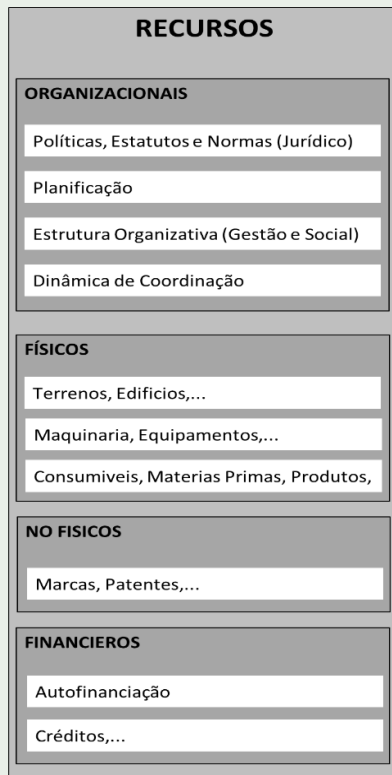 RECURSOS
ORGANIZACIONAIS
Políticas, Estatutos e Normas (Jurídico)
Planificação
Estrutura Organizativa (Gestão e Social)
Dinâmica de Coordinação
FÍSICOS
Terrenos, Edificios,...
Maquinaria, Equipamentos,...
Consumiveis, Materias Primas, Produtos,
NO FISICOS
Marcas, Patentes,...
FINANCIEROS
Autofinanciação
Créditos,...